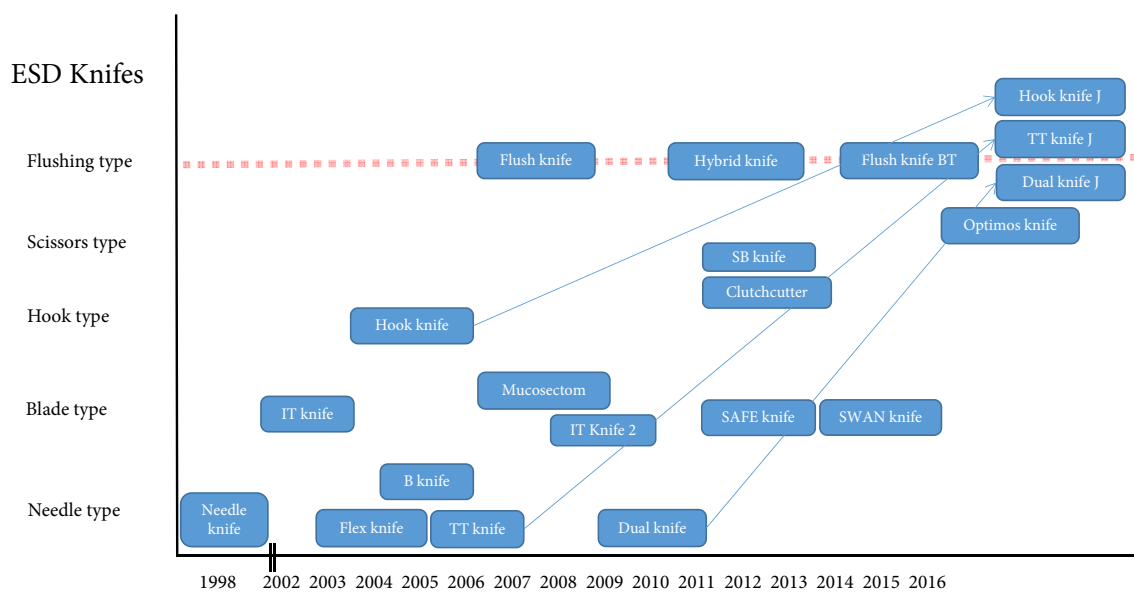 ESD Knifes
Hook knife J
TT knife J
Flushing type
Flush knife
Hybrid knife
Flush knife BT
Dual knife J
Optimos knife
Scissors type
SB knife
Clutchcutter
Hook type
Hook knife
Mucosectom
Blade type
IT knife
IT Knife 2
SAFE knife
SWAN knife
B knife
Needle type
Needle
knife
Flex knife
TT knife
Dual knife
1998 2002 2003 2004 2005 2006 2007 2008 2009 2010 2011 2012 2013 2014 2015 2016